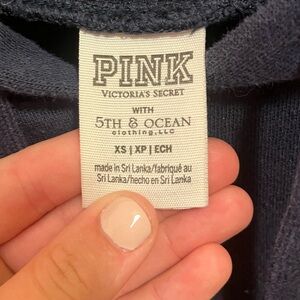 PINK
VICTORIA'S SECRET
WITH
5TH & OCEAN
clothing, LLC
XS | XP | ECH
made in Sri Lanka/fabriqué au
Sri Lanka/hecho en Sri Lanka